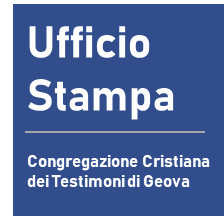 Ufficio
Stampa
Congregazione Cristiana
dei Testimoni di Geova